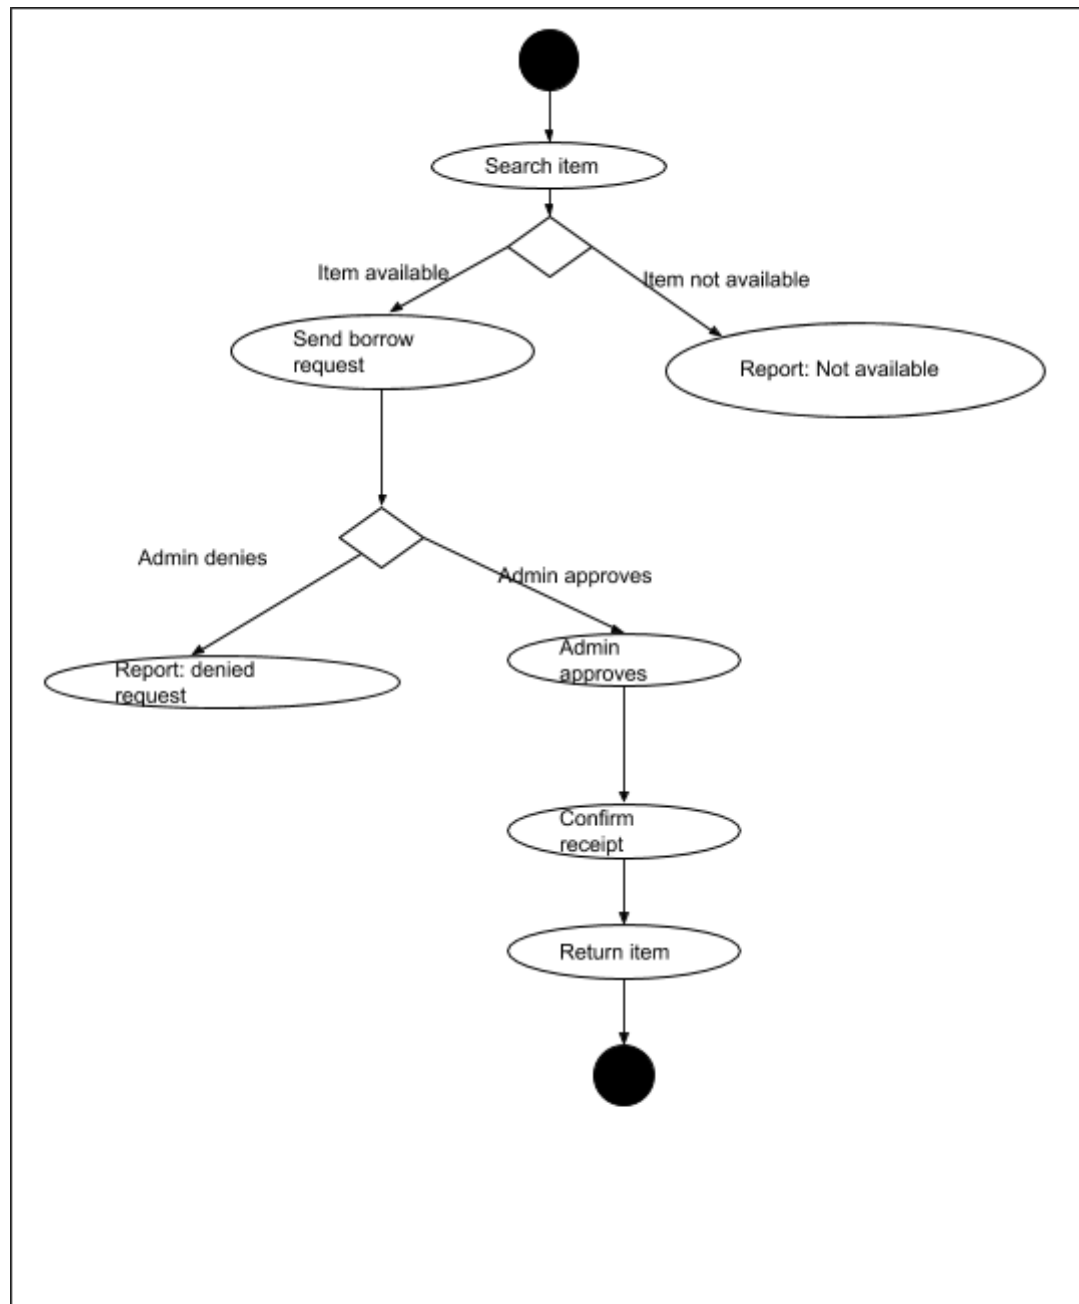 Search item
Item available
Item not available
Send borrow
request
Report: Not available
Admin denies
Admin approves
Report: denied
request
Admin
approves
Confirm
receipt
Return item